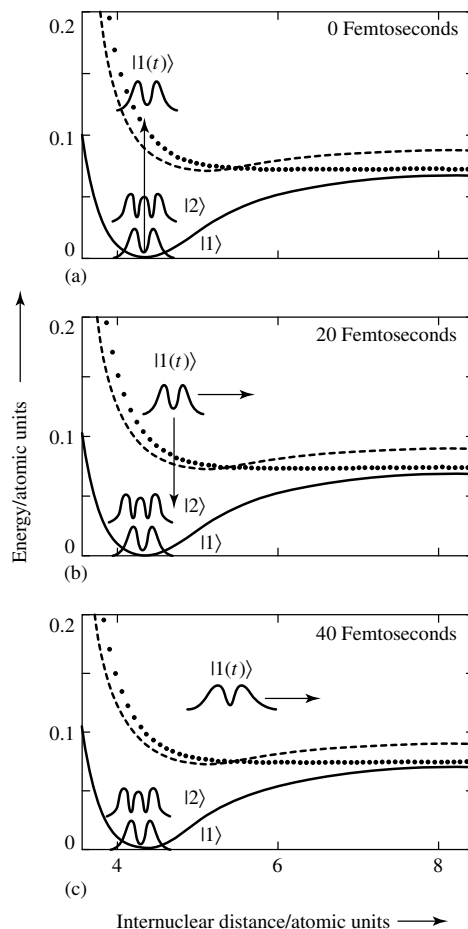 0.2
0 Femtoseconds
|1(t)⟩
0.1
|2⟩
|1⟩
0
(a)
0.2
20 Femtoseconds
|1(t)⟩
0.1
|2⟩
|1⟩
0
(b)
0.2
40 Femtoseconds
|1(t)⟩
0.1
|2⟩
|1⟩
0
4 6 8
(c)
Internuclear distance/atomic units
Energy/atomic units